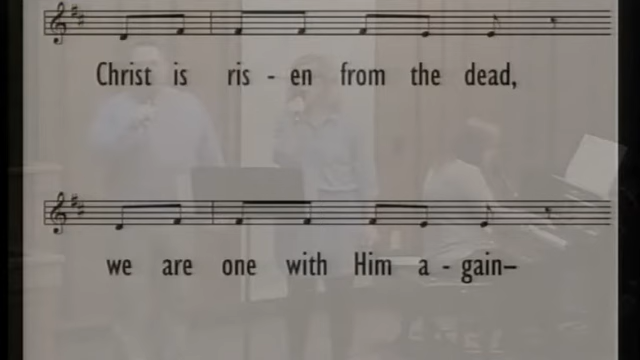 Christ is ris - en from the dead,
we are one with Him a - gain–